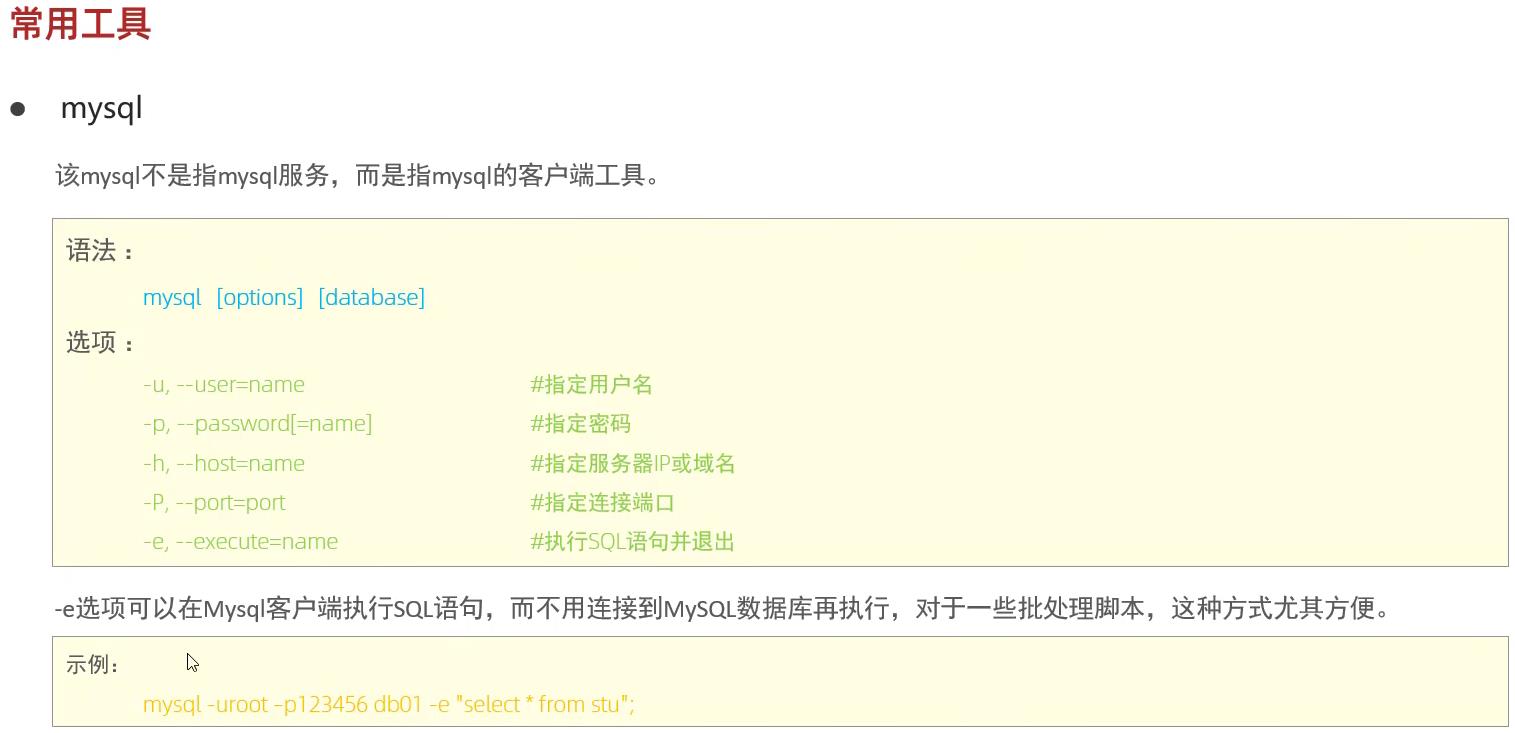 常用工具
● mysql
该mysql不是指mysql服务，而是指mysql的客户端工具。
语法 ：
mysql [options] [database]
选项 ：
-u, --user=name #指定用户名
-p, --password[=name] #指定密码
-h, --host=name #指定服务器IP或域名
-P, --port=port #指定连接端口
-e, --execute=name #执行SQL语句并退出
-e选项可以在Mysql客户端执行SQL语句，而不用连接到MySQL数据库再执行，对于一些批处理脚本，这种方式尤其方便。
示例：
mysql -uroot –p123456 db01 -e "select * from stu";